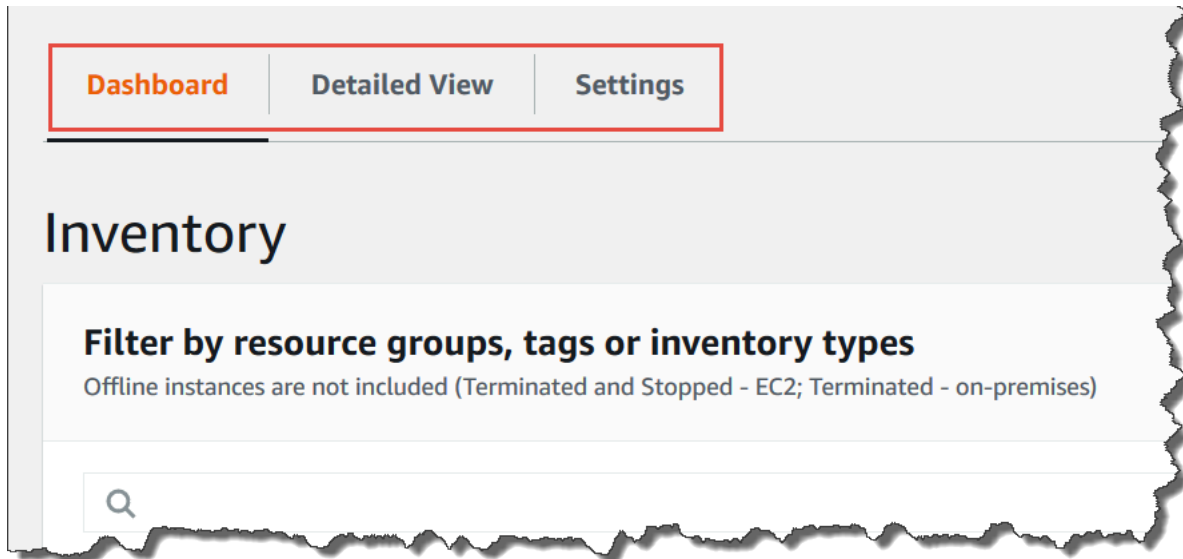 Dashboard Detailed View Settings
Inventory
Filter by resource groups, tags or inventory types
Offline instances are not included (Terminated and Stopped - EC2; Terminated - on-premises)